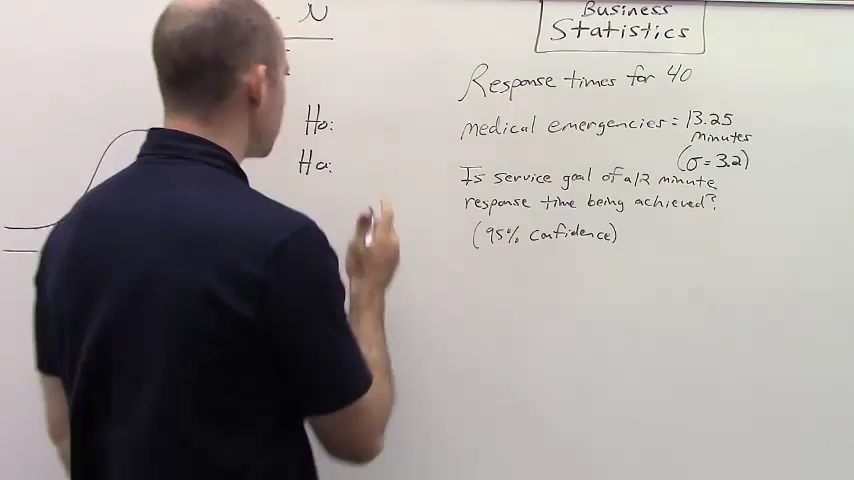 Business
Statistics
Response times for 40
medical emergencies = 13.25
minutes
(σ = 3.2)
Is service goal of a 12 minute
response time being achieved?
(95% confidence)
Ho:
Ha: